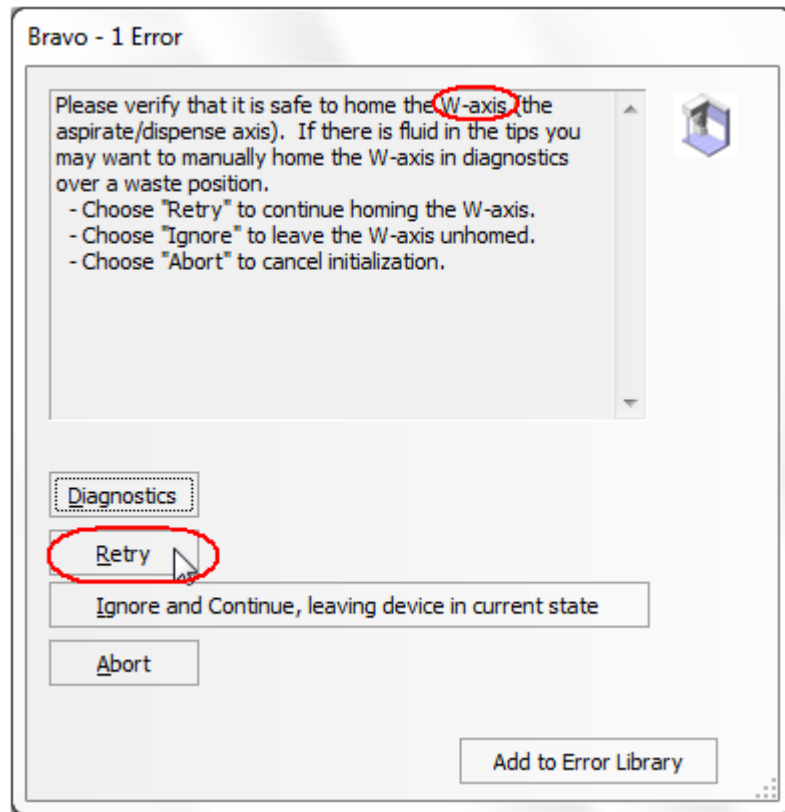 Bravo - 1 Error
Please verify that it is safe to home the W-axis (the
aspirate/dispense axis).  If there is fluid in the tips you
may want to manually home the W-axis in diagnostics
over a waste position.
- Choose "Retry" to continue homing the W-axis.
- Choose "Ignore" to leave the W-axis unhomed.
- Choose "Abort" to cancel initialization.
Diagnostics
Retry
Ignore and Continue, leaving device in current state
Abort
Add to Error Library